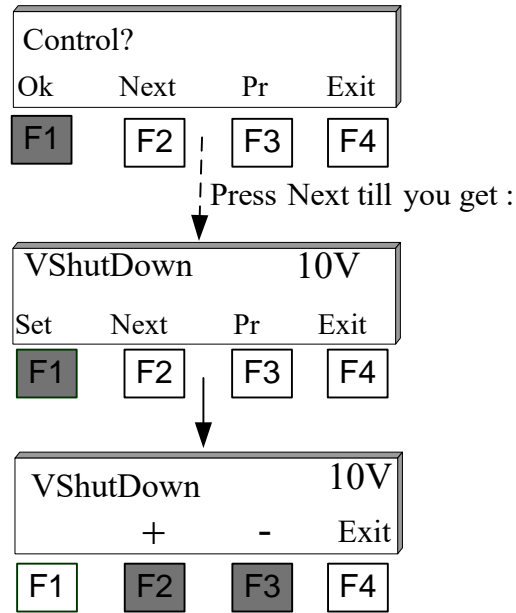 Control?
Ok Next Pr Exit
F1 F2 F3 F4
Press Next till you get :
VShutDown 10V
Set Next Pr Exit
F1 F2 F3 F4
VShutDown 10V
+ - Exit
F1 F2 F3 F4